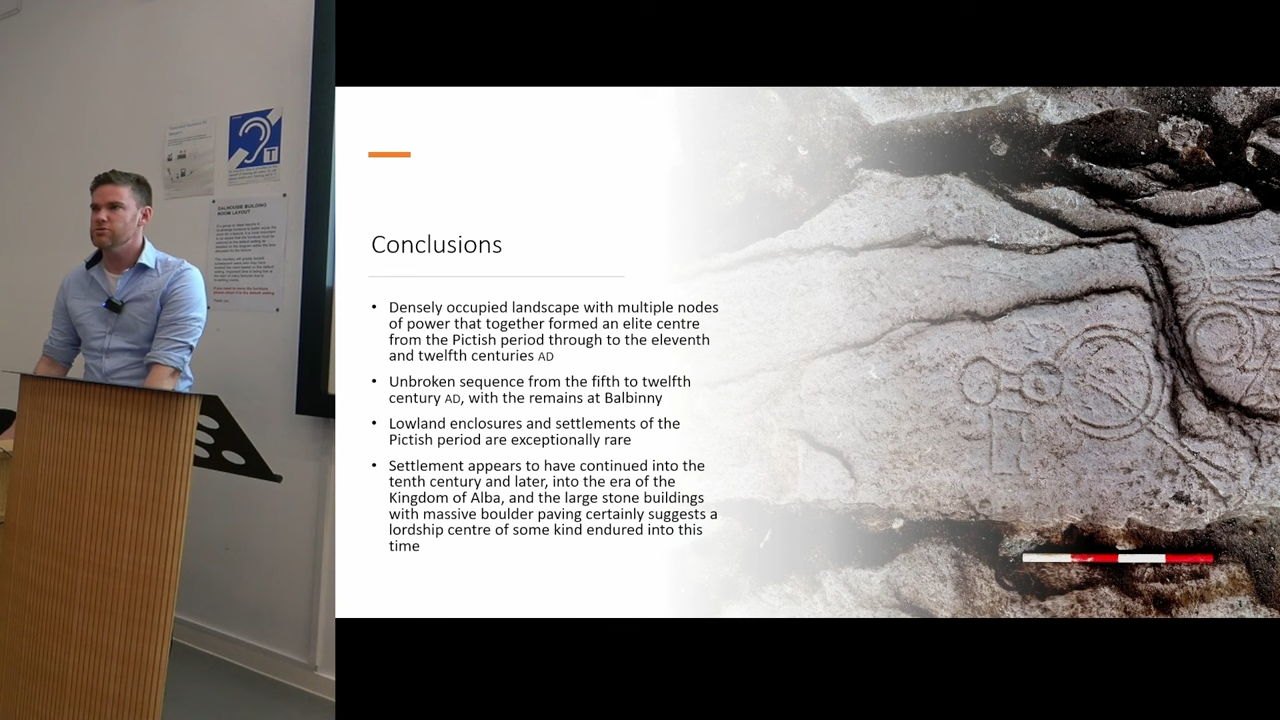 T
DALHOUSIE BUILDING
ROOM LAYOUT
Conclusions
• Densely occupied landscape with multiple nodes
of power that together formed an elite centre
from the Pictish period through to the eleventh
and twelfth centuries AD
• Unbroken sequence from the fifth to twelfth
century AD, with the remains at Balbinny
• Lowland enclosures and settlements of the
Pictish period are exceptionally rare
• Settlement appears to have continued into the
tenth century and later, into the era of the
Kingdom of Alba, and the large stone buildings
with massive boulder paving certainly suggests a
lordship centre of some kind endured into this
time